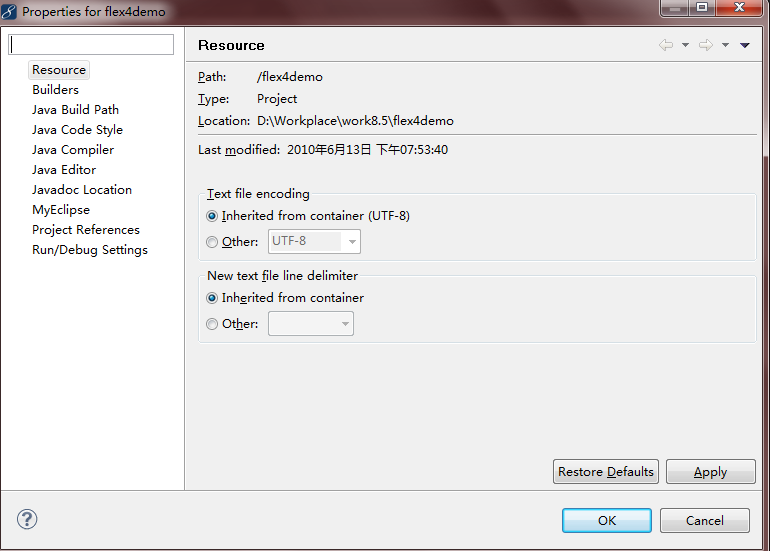 Properties for flex4demo
Resource
Builders
Java Build Path
Java Code Style
Java Compiler
Java Editor
Javadoc Location
MyEclipse
Project References
Run/Debug Settings
Resource
Path: /flex4demo
Type: Project
Location: D:\Workplace\work8.5\flex4demo
Last modified: 2010年6月13日 下午07:53:40
Text file encoding
Inherited from container (UTF-8)
Other: UTF-8
New text file line delimiter
Inherited from container
Other:
Restore Defaults Apply
OK Cancel